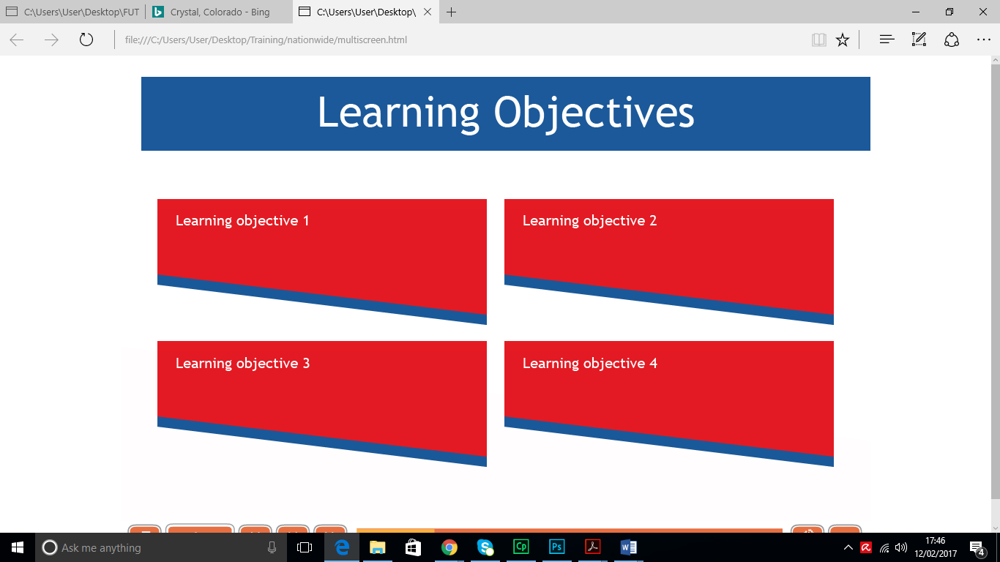 C:\Users\User\Desktop\FUT
Crystal, Colorado - Bing
C:\Users\User\Desktop\
file:///C:/Users/User/Desktop/Training/nationwide/multiscreen.html
Learning Objectives
Learning objective 1
Learning objective 2
Learning objective 3
Learning objective 4
Ask me anything
Cp
Ps
17:46
12/02/2017
4